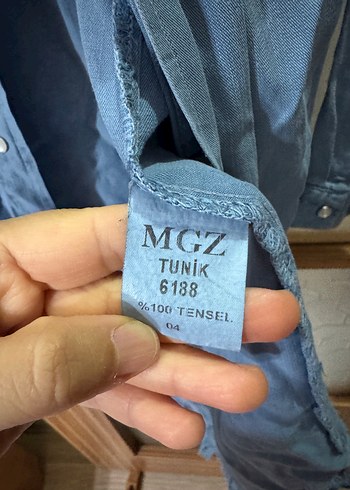 MGZ
TUNİK
6188
%100 TENSEL
04